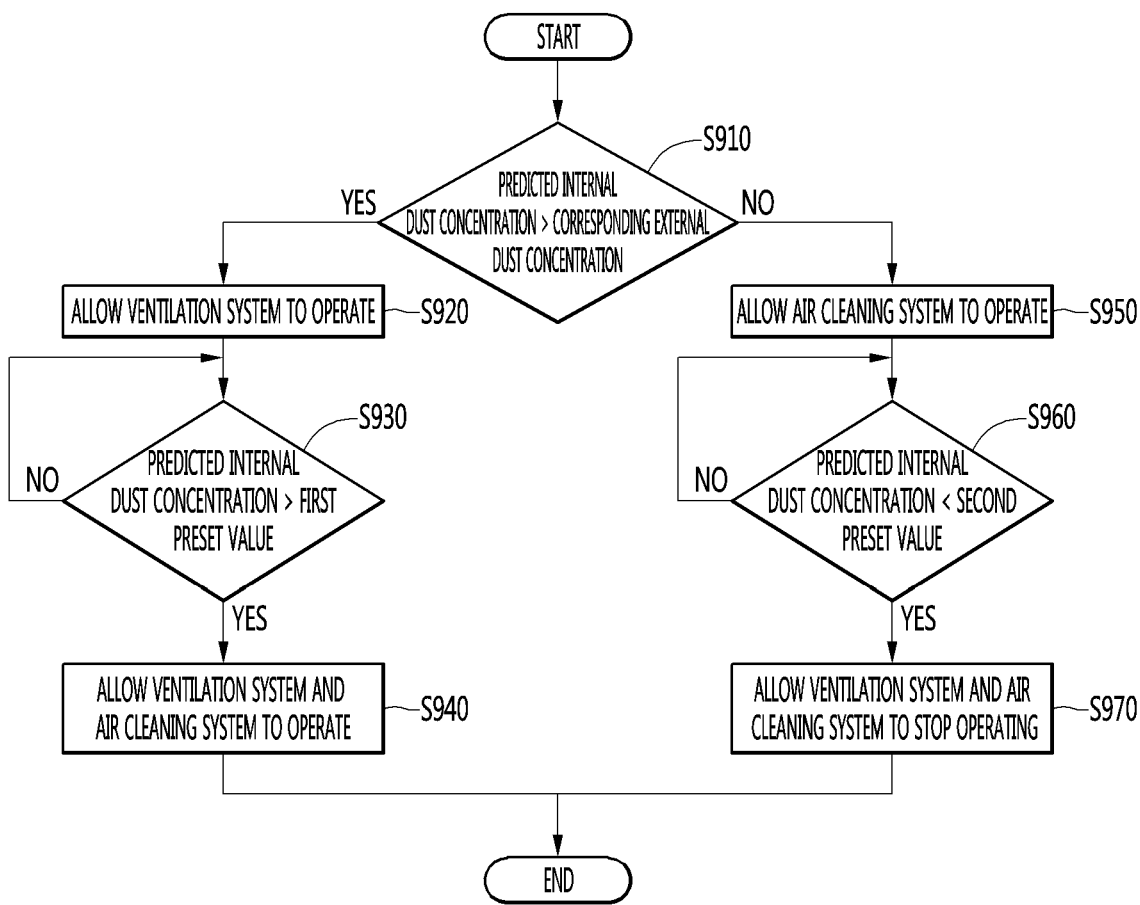 START
S910
PREDICTED INTERNAL
DUST CONCENTRATION > CORRESPONDING EXTERNAL
DUST CONCENTRATION
YES
NO
ALLOW VENTILATION SYSTEM TO OPERATE
S920
ALLOW AIR CLEANING SYSTEM TO OPERATE
S950
S930
PREDICTED INTERNAL
DUST CONCENTRATION > FIRST
PRESET VALUE
NO
YES
S960
PREDICTED INTERNAL
DUST CONCENTRATION < SECOND
PRESET VALUE
NO
YES
ALLOW VENTILATION SYSTEM AND
AIR CLEANING SYSTEM TO OPERATE
S940
ALLOW VENTILATION SYSTEM AND AIR
CLEANING SYSTEM TO STOP OPERATING
S970
END